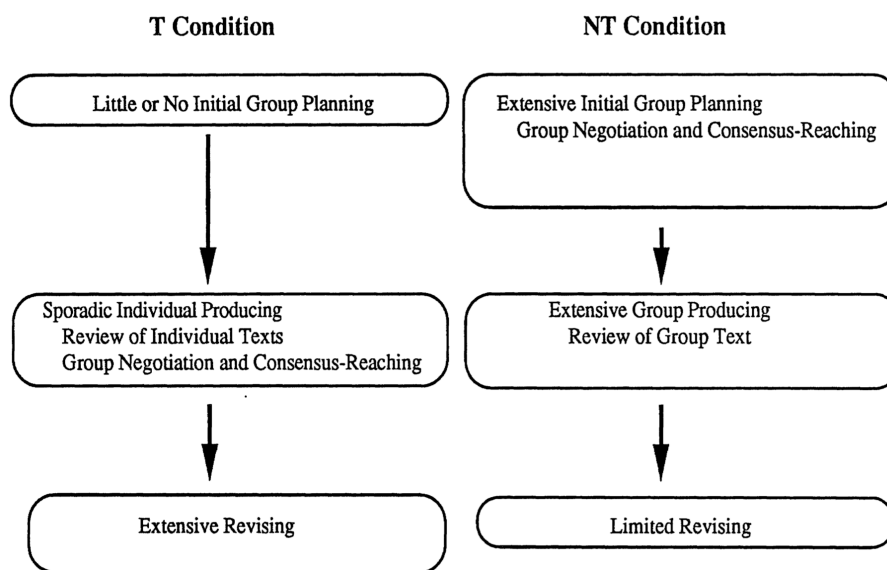 T Condition
Little or No Initial Group Planning
Sporadic Individual Producing
Review of Individual Texts
Group Negotiation and Consensus-Reaching
Extensive Revising
NT Condition
Extensive Initial Group Planning
Group Negotiation and Consensus-Reaching
Extensive Group Producing
Review of Group Text
Limited Revising